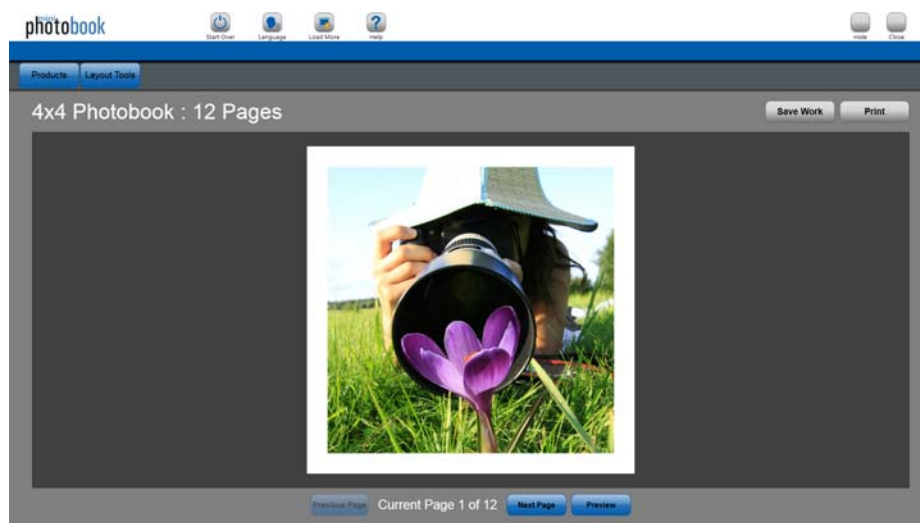 photobook
Start Over
Language
Load More
Help
Hide
Close
Products
Layout Tools
4x4 Photobook : 12 Pages
Save Work
Print
Previous Page
Current Page 1 of 12
Next Page
Preview